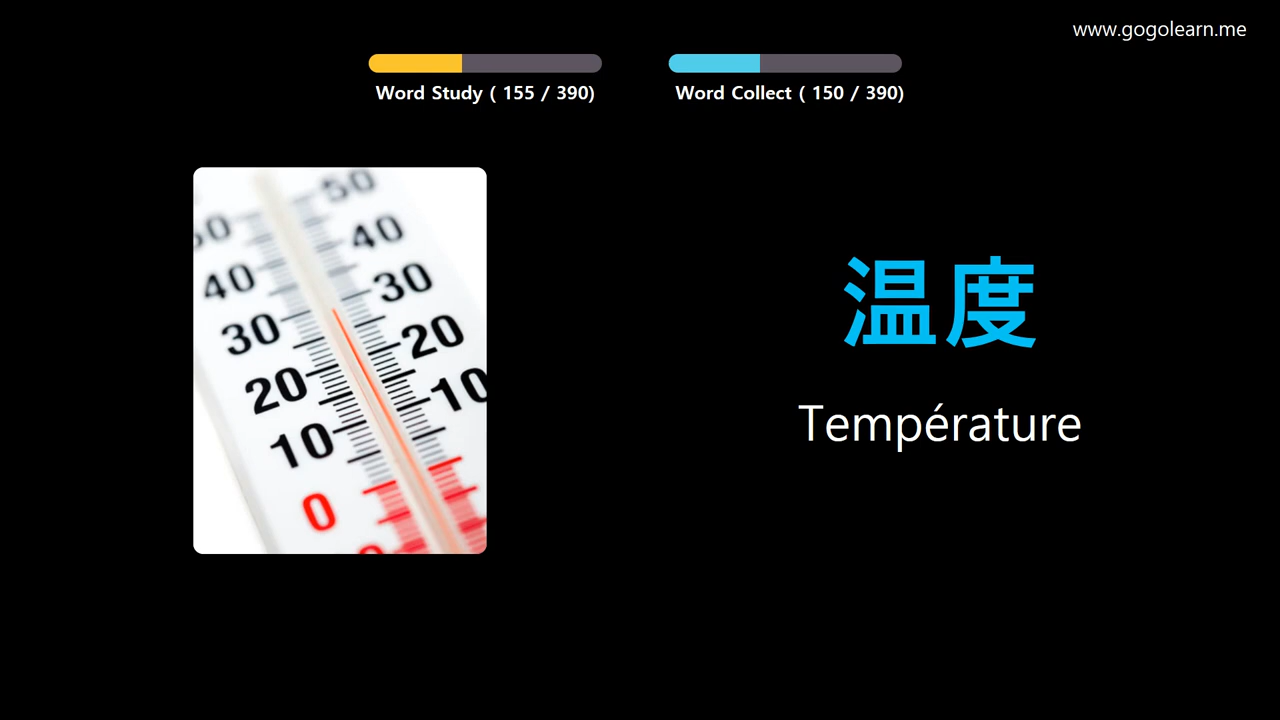 www.gogolearn.me
Word Study ( 155 / 390)
Word Collect ( 150 / 390)
50
50
40
40
30
30
20
20
10
10
0
温度
Température